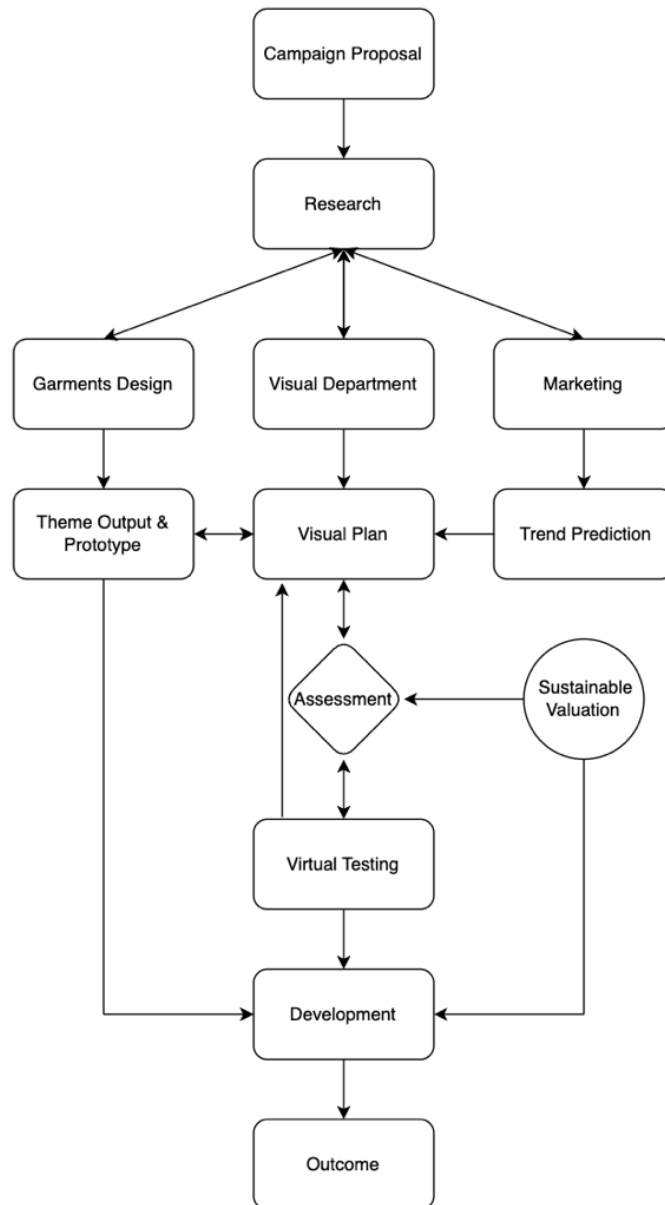 Campaign Proposal
Research
Garments Design
Visual Department
Marketing
Theme Output &
Prototype
Visual Plan
Trend Prediction
Assessment
Sustainable
Valuation
Virtual Testing
Development
Outcome